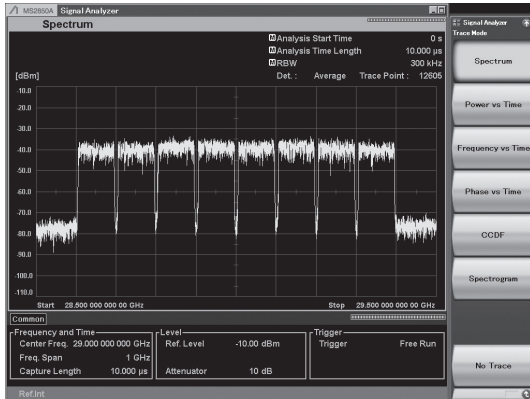 MS2850A Signal Analyzer
Spectrum
M Analysis Start Time 0 s
M Analysis Time Length 10.000 µs
M RBW 300 kHz
Det. : Average Trace Point : 12605
[dBm]
-10.0
-20.0
-30.0
-40.0
-50.0
-60.0
-70.0
-80.0
-90.0
-100.0
-110.0
Start 28.500 000 000 00 GHz
Stop 29.500 000 000 00 GHz
Common
Frequency and Time
Center Freq. 29.000 000 000 000 GHz
Freq. Span 1 GHz
Capture Length 10.000 µs
Level
Ref. Level -10.00 dBm
Attenuator 10 dB
Trigger
Trigger Free Run
Ref.Int
Signal Analyzer
Trace Mode
Spectrum
Power vs Time
Frequency vs Time
Phase vs Time
CCDF
Spectrogram
No Trace